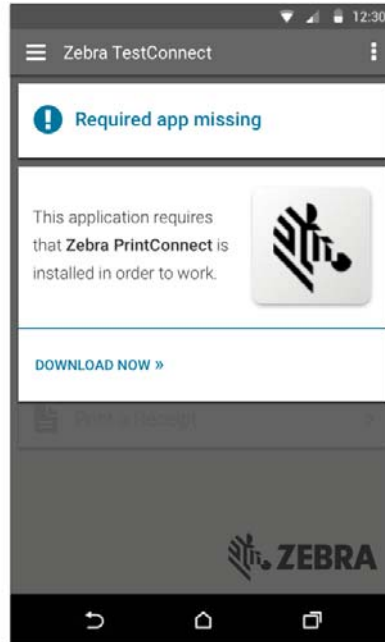 12:30
Zebra TestConnect
Required app missing
This application requires
that Zebra PrintConnect is
installed in order to work.
DOWNLOAD NOW »
Print a Receipt
ZEBRA